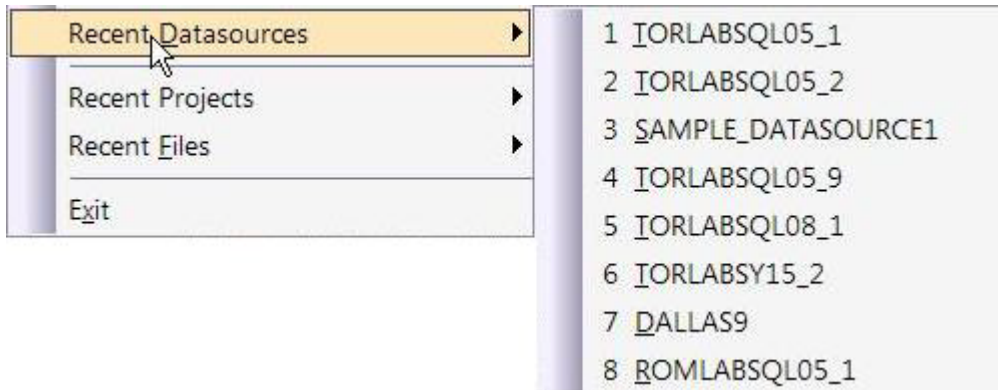 Recent Datasources
Recent Projects
Recent Files
Exit
1 TORLABSQL05_1
2 TORLABSQL05_2
3 SAMPLE_DATASOURCE1
4 TORLABSQL05_9
5 TORLABSQL08_1
6 TORLABSY15_2
7 DALLAS9
8 ROMLABSQL05_1